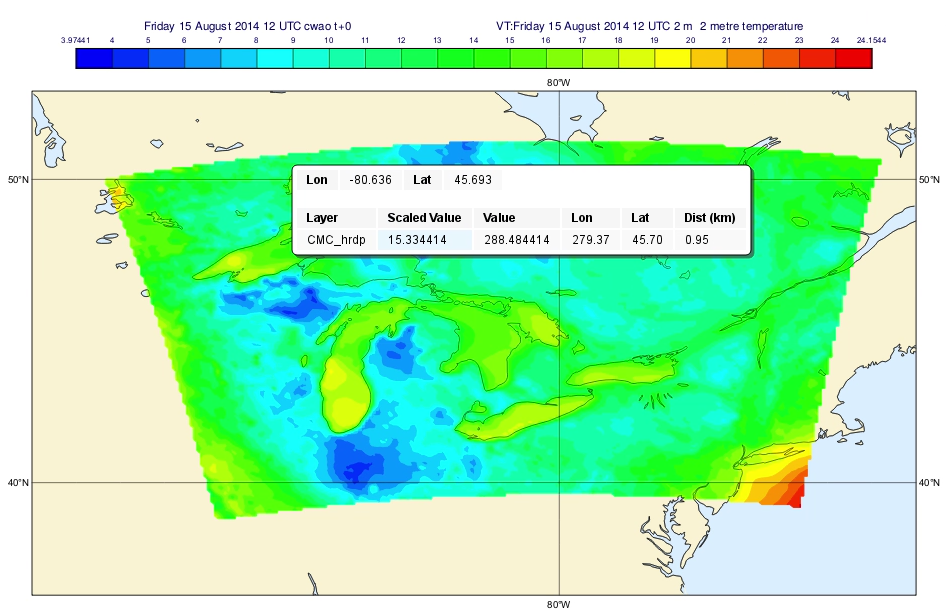 Friday 15 August 2014 12 UTC cwao t+0 VT:Friday 15 August 2014 12 UTC 2 m 2 metre temperature
3.97441 4 5 6 7 8 9 10 11 12 13 14 15 16 17 18 19 20 21 22 23 24 24.1544
80°W
50°N 50°N
Lon -80.636 Lat 45.693
Layer Scaled Value Value Lon Lat Dist (km)
CMC_hrdp 15.334414 288.484414 279.37 45.70 0.95
40°N 40°N
80°W